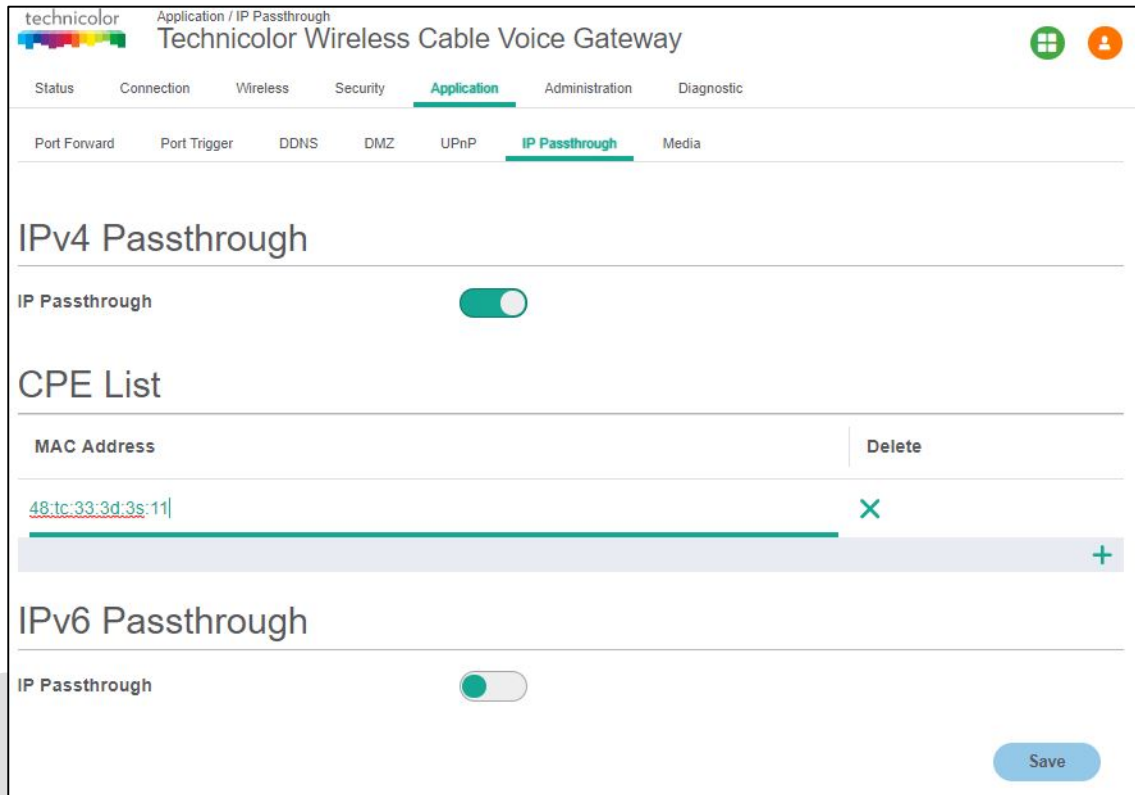 technicolor
Application / IP Passthrough
Technicolor Wireless Cable Voice Gateway
Status Connection Wireless Security Application Administration Diagnostic
Port Forward Port Trigger DDNS DMZ UPnP IP Passthrough Media
IPv4 Passthrough
IP Passthrough
CPE List
MAC Address Delete
48:tc:33:3d:3s:11
IPv6 Passthrough
IP Passthrough
Save